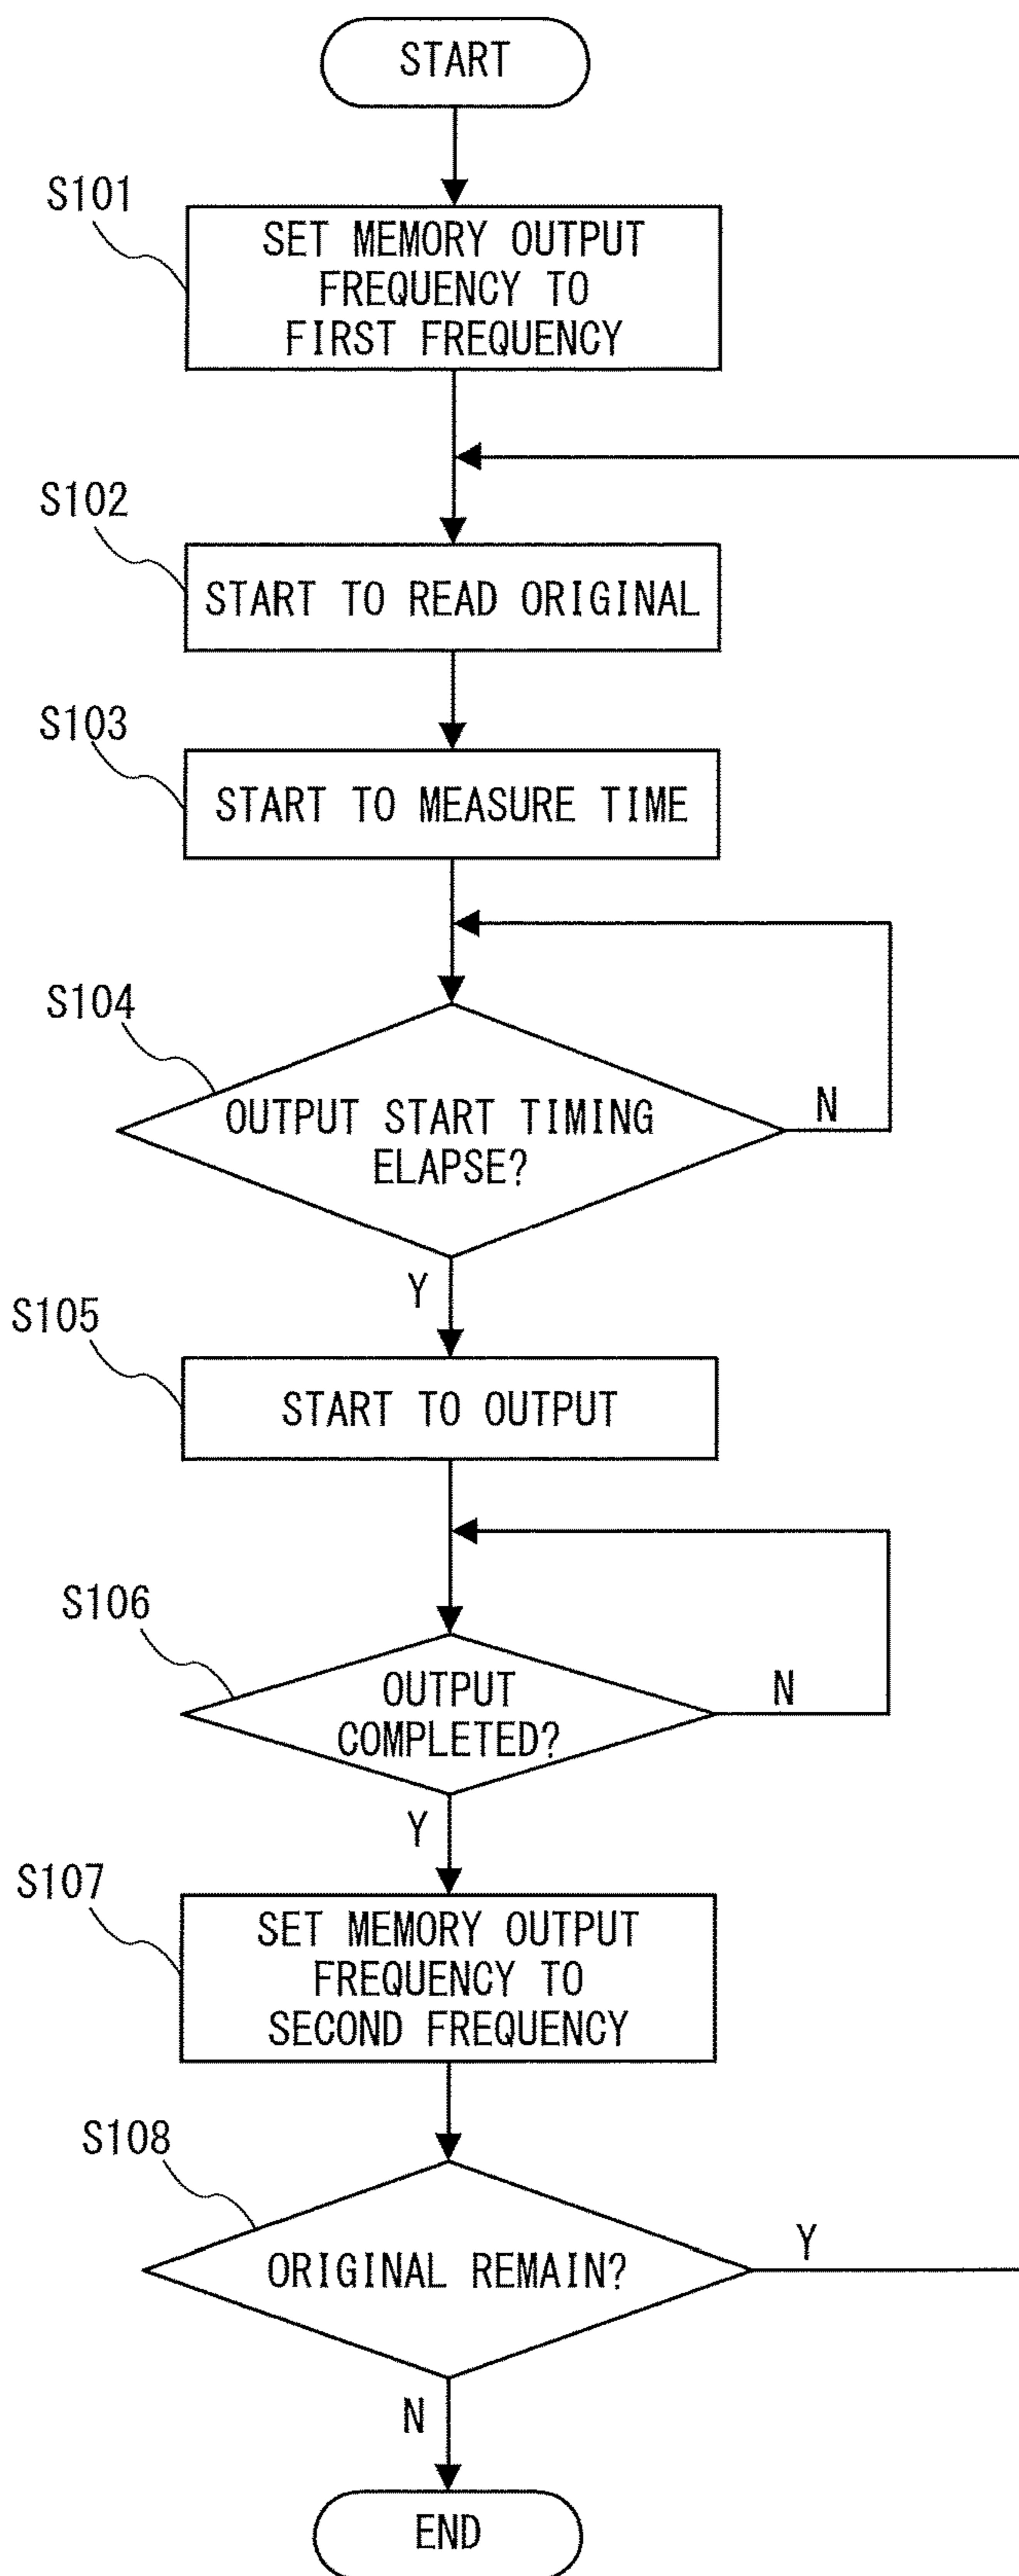 START
S101
SET MEMORY OUTPUT
FREQUENCY TO
FIRST FREQUENCY
S102
START TO READ ORIGINAL
S103
START TO MEASURE TIME
S104
OUTPUT START TIMING
ELAPSE?
N
Y
S105
START TO OUTPUT
S106
OUTPUT
COMPLETED?
N
Y
S107
SET MEMORY OUTPUT
FREQUENCY TO
SECOND FREQUENCY
S108
ORIGINAL REMAIN?
Y
N
END